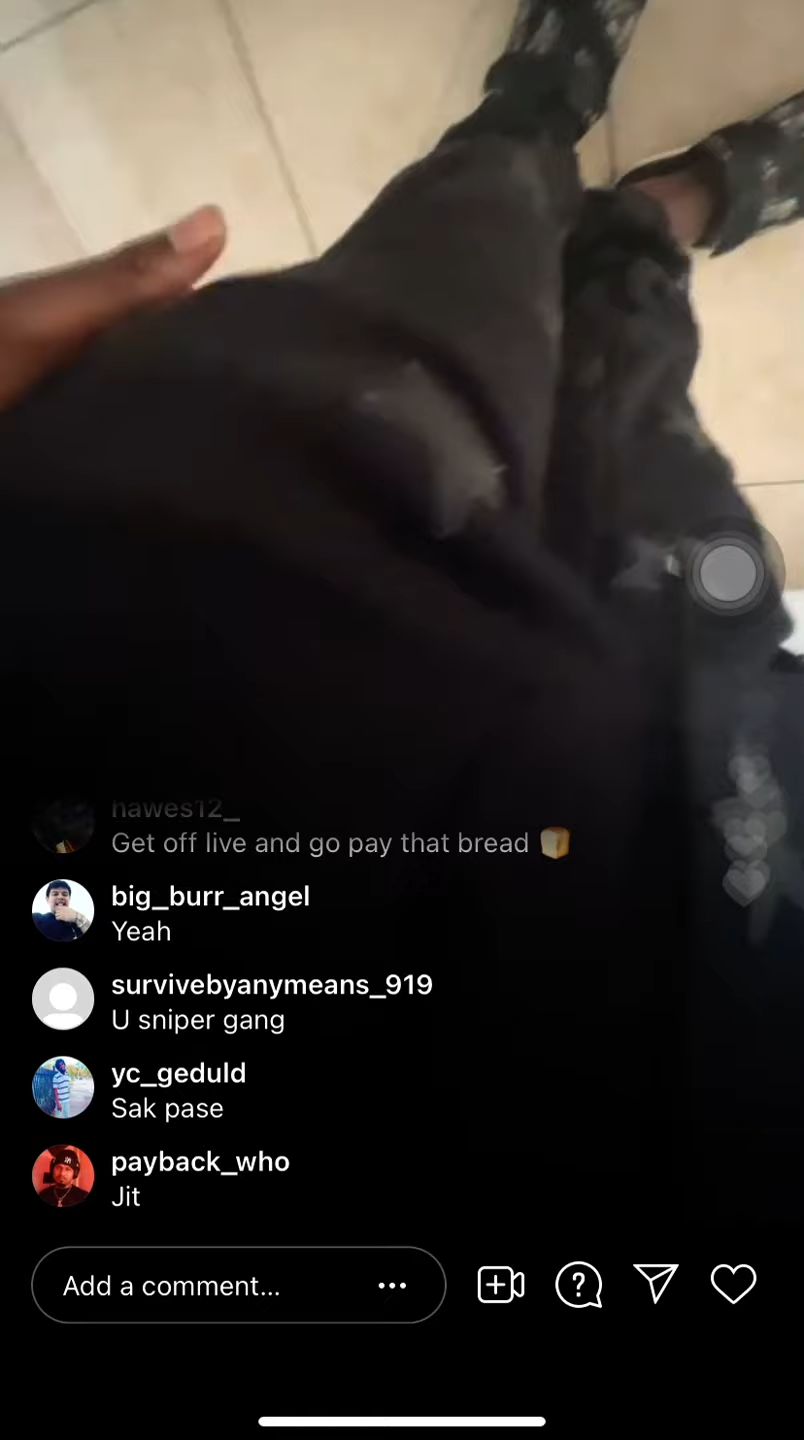 hawes12_
Get off live and go pay that bread 🍞
big_burr_angel
Yeah
survivebyanymeans_919
U sniper gang
yc_geduld
Sak pase
payback_who
Jit
Add a comment...